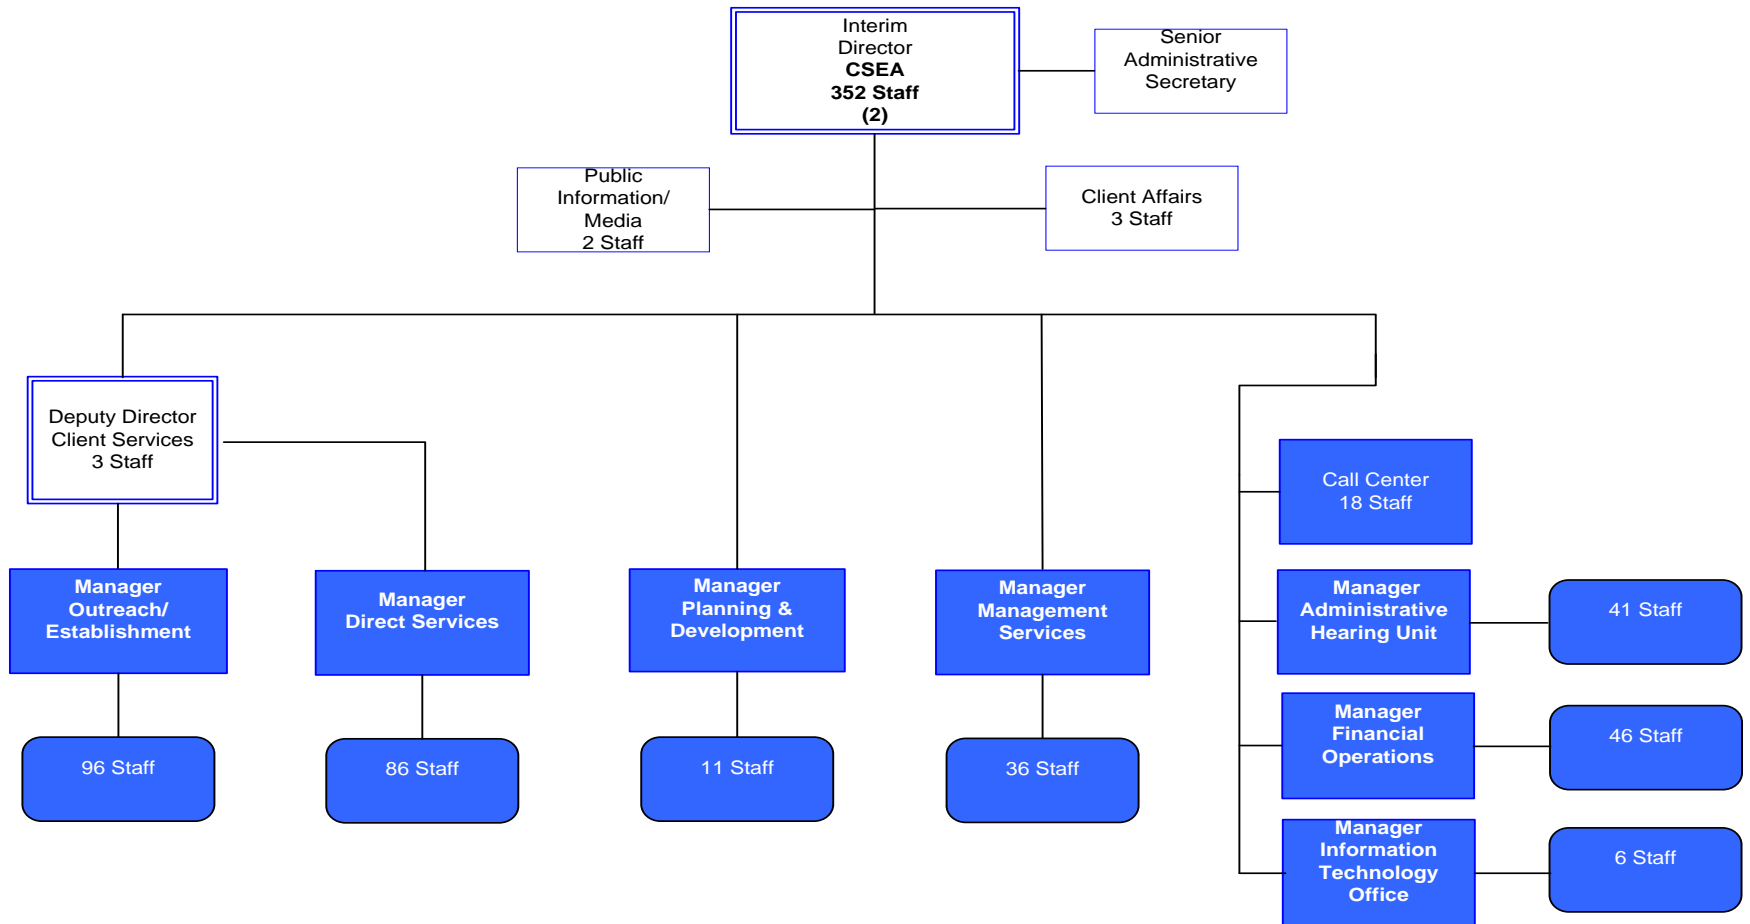 Interim
Director
CSEA
352 Staff
(2)
Senior
Administrative
Secretary
Public
Information/
Media
2 Staff
Client Affairs
3 Staff
Deputy Director
Client Services
3 Staff
Manager
Outreach/
Establishment
96 Staff
Manager
Direct Services
86 Staff
Manager
Planning &
Development
11 Staff
Manager
Management
Services
36 Staff
Call Center
18 Staff
Manager
Administrative
Hearing Unit
41 Staff
Manager
Financial
Operations
46 Staff
Manager
Information
Technology
Office
6 Staff